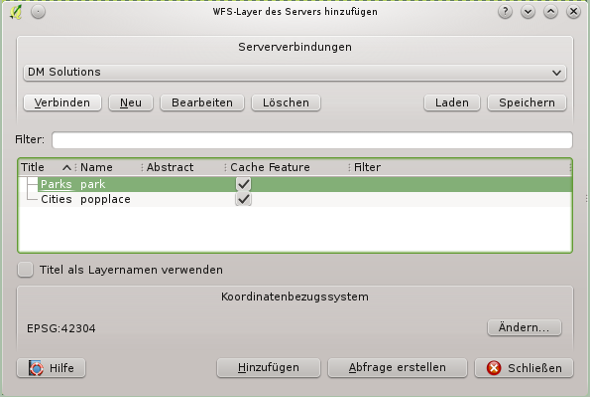 WFS-Layer des Servers hinzufügen
Serververbindungen
DM Solutions
Verbinden Neu Bearbeiten Löschen Laden Speichern
Filter:
Title Name Abstract Cache Feature Filter
Parks park
Cities popplace
Titel als Layernamen verwenden
Koordinatenbezugssystem
EPSG:42304 Ändern...
Hilfe Hinzufügen Abfrage erstellen Schließen